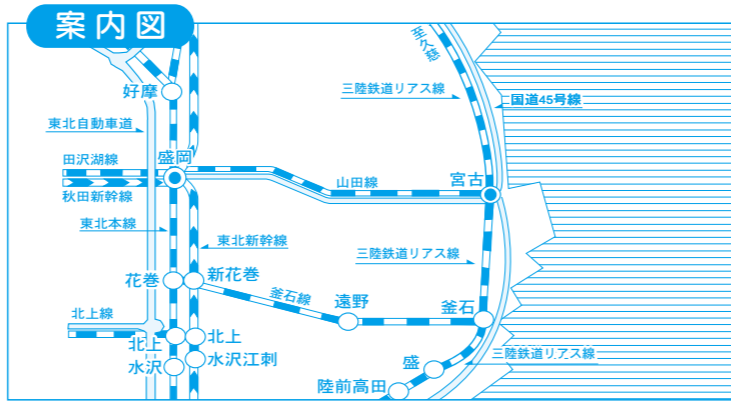 案内図
至久慈
好摩
三陸鉄道リアス線
国道45号線
東北自動車道
田沢湖線
盛岡
秋田新幹線
山田線
宮古
東北本線
東北新幹線
三陸鉄道リアス線
花巻
新花巻
釜石線
遠野
釜石
北上線
北上
北上
水沢
水沢江刺
三陸鉄道リアス線
盛
陸前高田